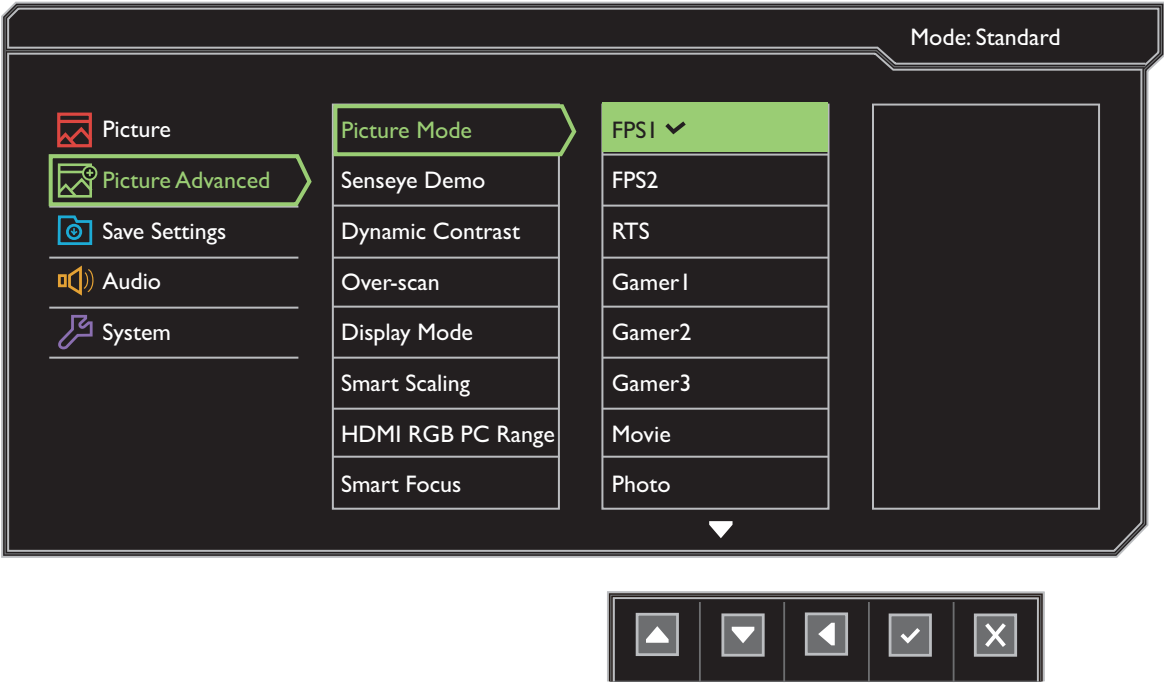 Mode: Standard
Picture
Picture Advanced
Save Settings
Audio
System
Picture Mode
Senseye Demo
Dynamic Contrast
Over-scan
Display Mode
Smart Scaling
HDMI RGB PC Range
Smart Focus
FPS1
FPS2
RTS
Gamer1
Gamer2
Gamer3
Movie
Photo